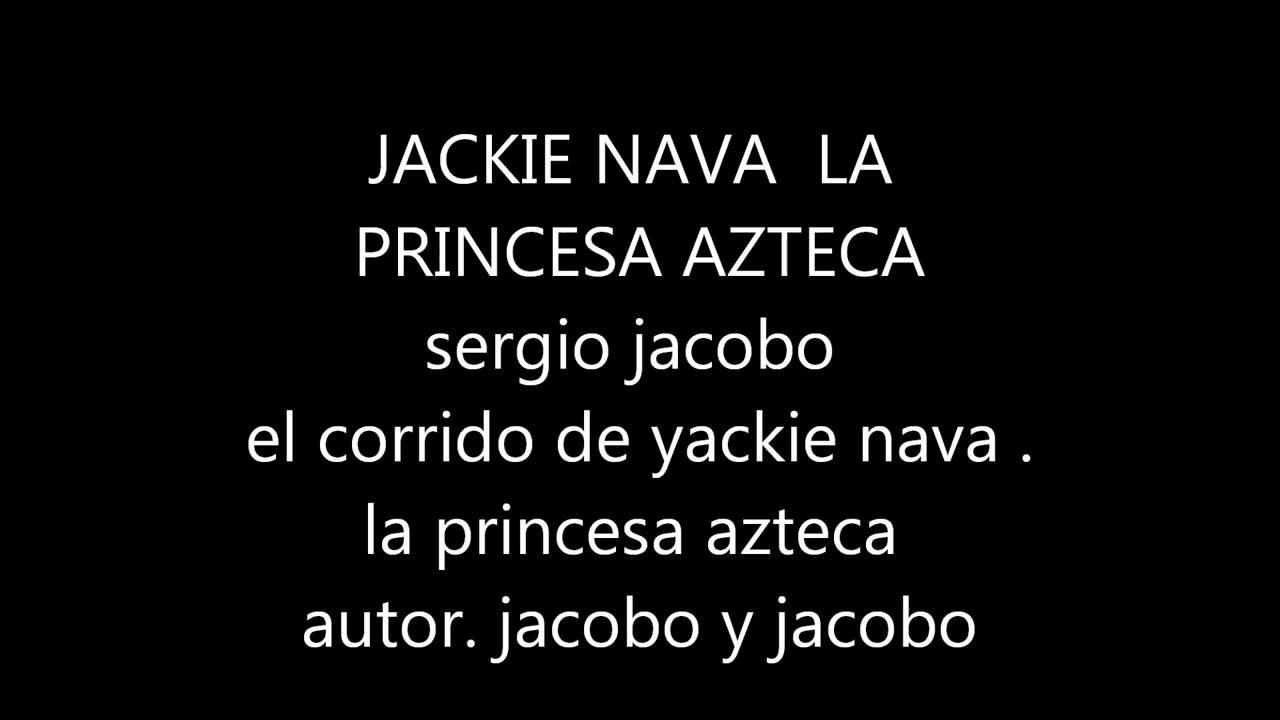 JACKIE NAVA  LA
PRINCESA AZTECA
sergio jacobo
el corrido de yackie nava .
la princesa azteca
autor. jacobo y jacobo